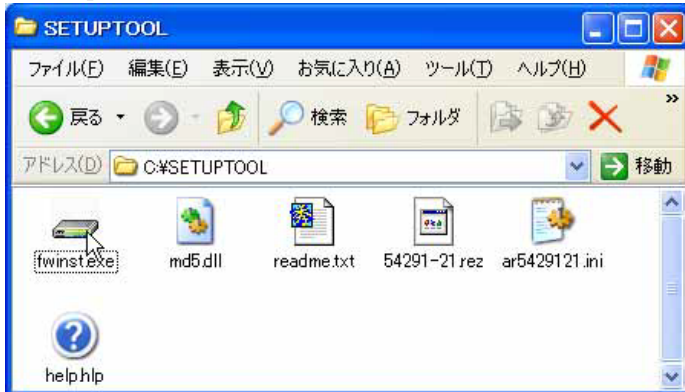 SETUPTOOL
ファイル(F) 編集(E) 表示(V) お気に入り(A) ツール(T) ヘルプ(H)
戻る 検索 フォルダ »
アドレス(D) C:¥SETUPTOOL 移動
fwinst.exe md5.dll readme.txt 54291-21.rez ar5429121.ini
help.hlp